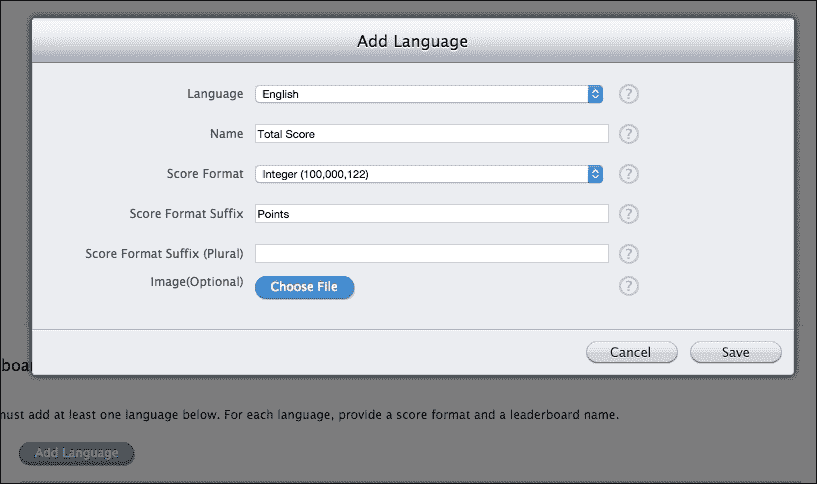 Add Language
Language English ?
Name Total Score ?
Score Format Integer (100,000,122) ?
Score Format Suffix Points ?
Score Format Suffix (Plural) ?
Image(Optional) Choose File ?
Cancel Save
boar
must add at least one language below. For each language, provide a score format and a leaderboard name.
Add Language